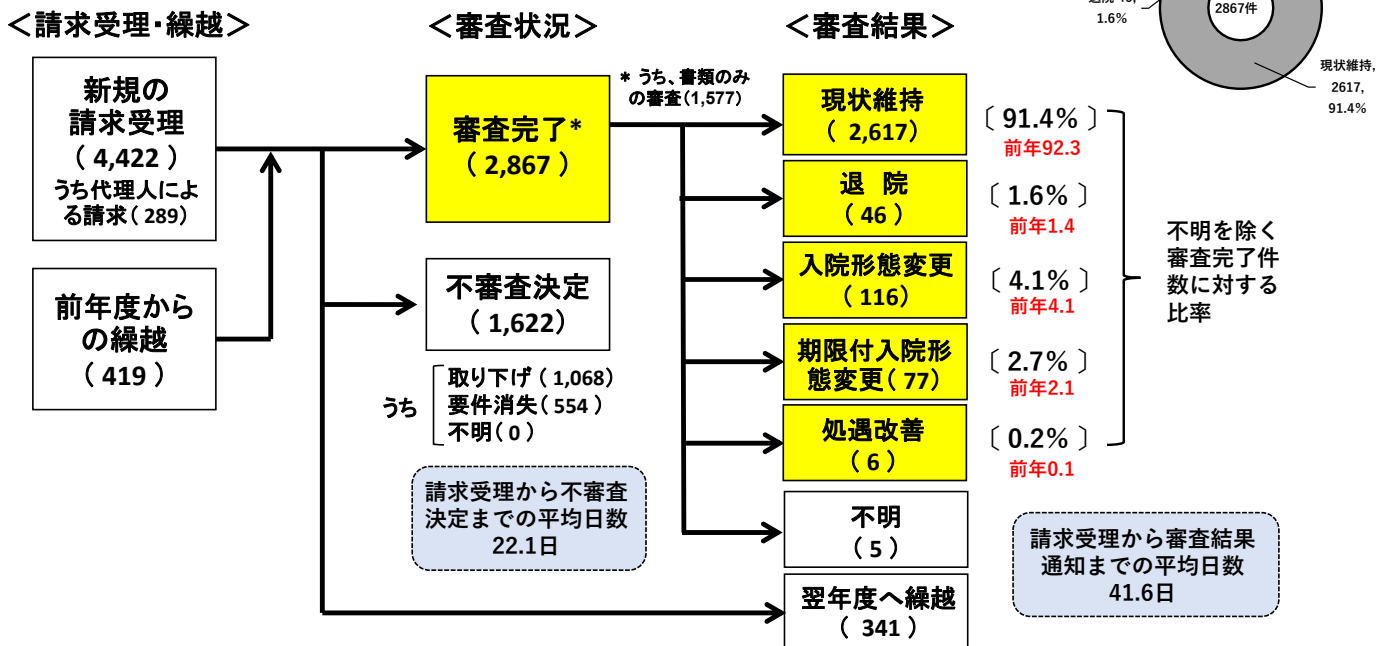 ＜請求受理・繰越＞
＜審査状況＞
＜審査結果＞
1.6%
2867件
現状維持,
2617,
91.4%
新規の
請求受理
（ 4,422 ）
うち代理人によ
る請求（ 289）
前年度から
の繰越
（ 419 ）
審査完了*
（ 2,867 ）
* うち、書類のみ
の審査（1,577）
不審査決定
（ 1,622）
うち
取り下げ（ 1,068）
要件消失（ 554 ）
不明（ 0 ）
請求受理から不審査
決定までの平均日数
22.1日
現状維持
（ 2,617）
〔 91.4% 〕
前年92.3
退 院
（ 46 ）
〔 1.6% 〕
前年1.4
入院形態変更
（ 116）
〔 4.1% 〕
前年4.1
期限付入院形
態変更（ 77）
〔 2.7% 〕
前年2.1
処遇改善
（ 6 ）
〔 0.2% 〕
前年0.1
不明を除く
審査完了件
数に対する
比率
不明
（ 5 ）
翌年度へ繰越
（ 341 ）
請求受理から審査結果
通知までの平均日数
41.6日